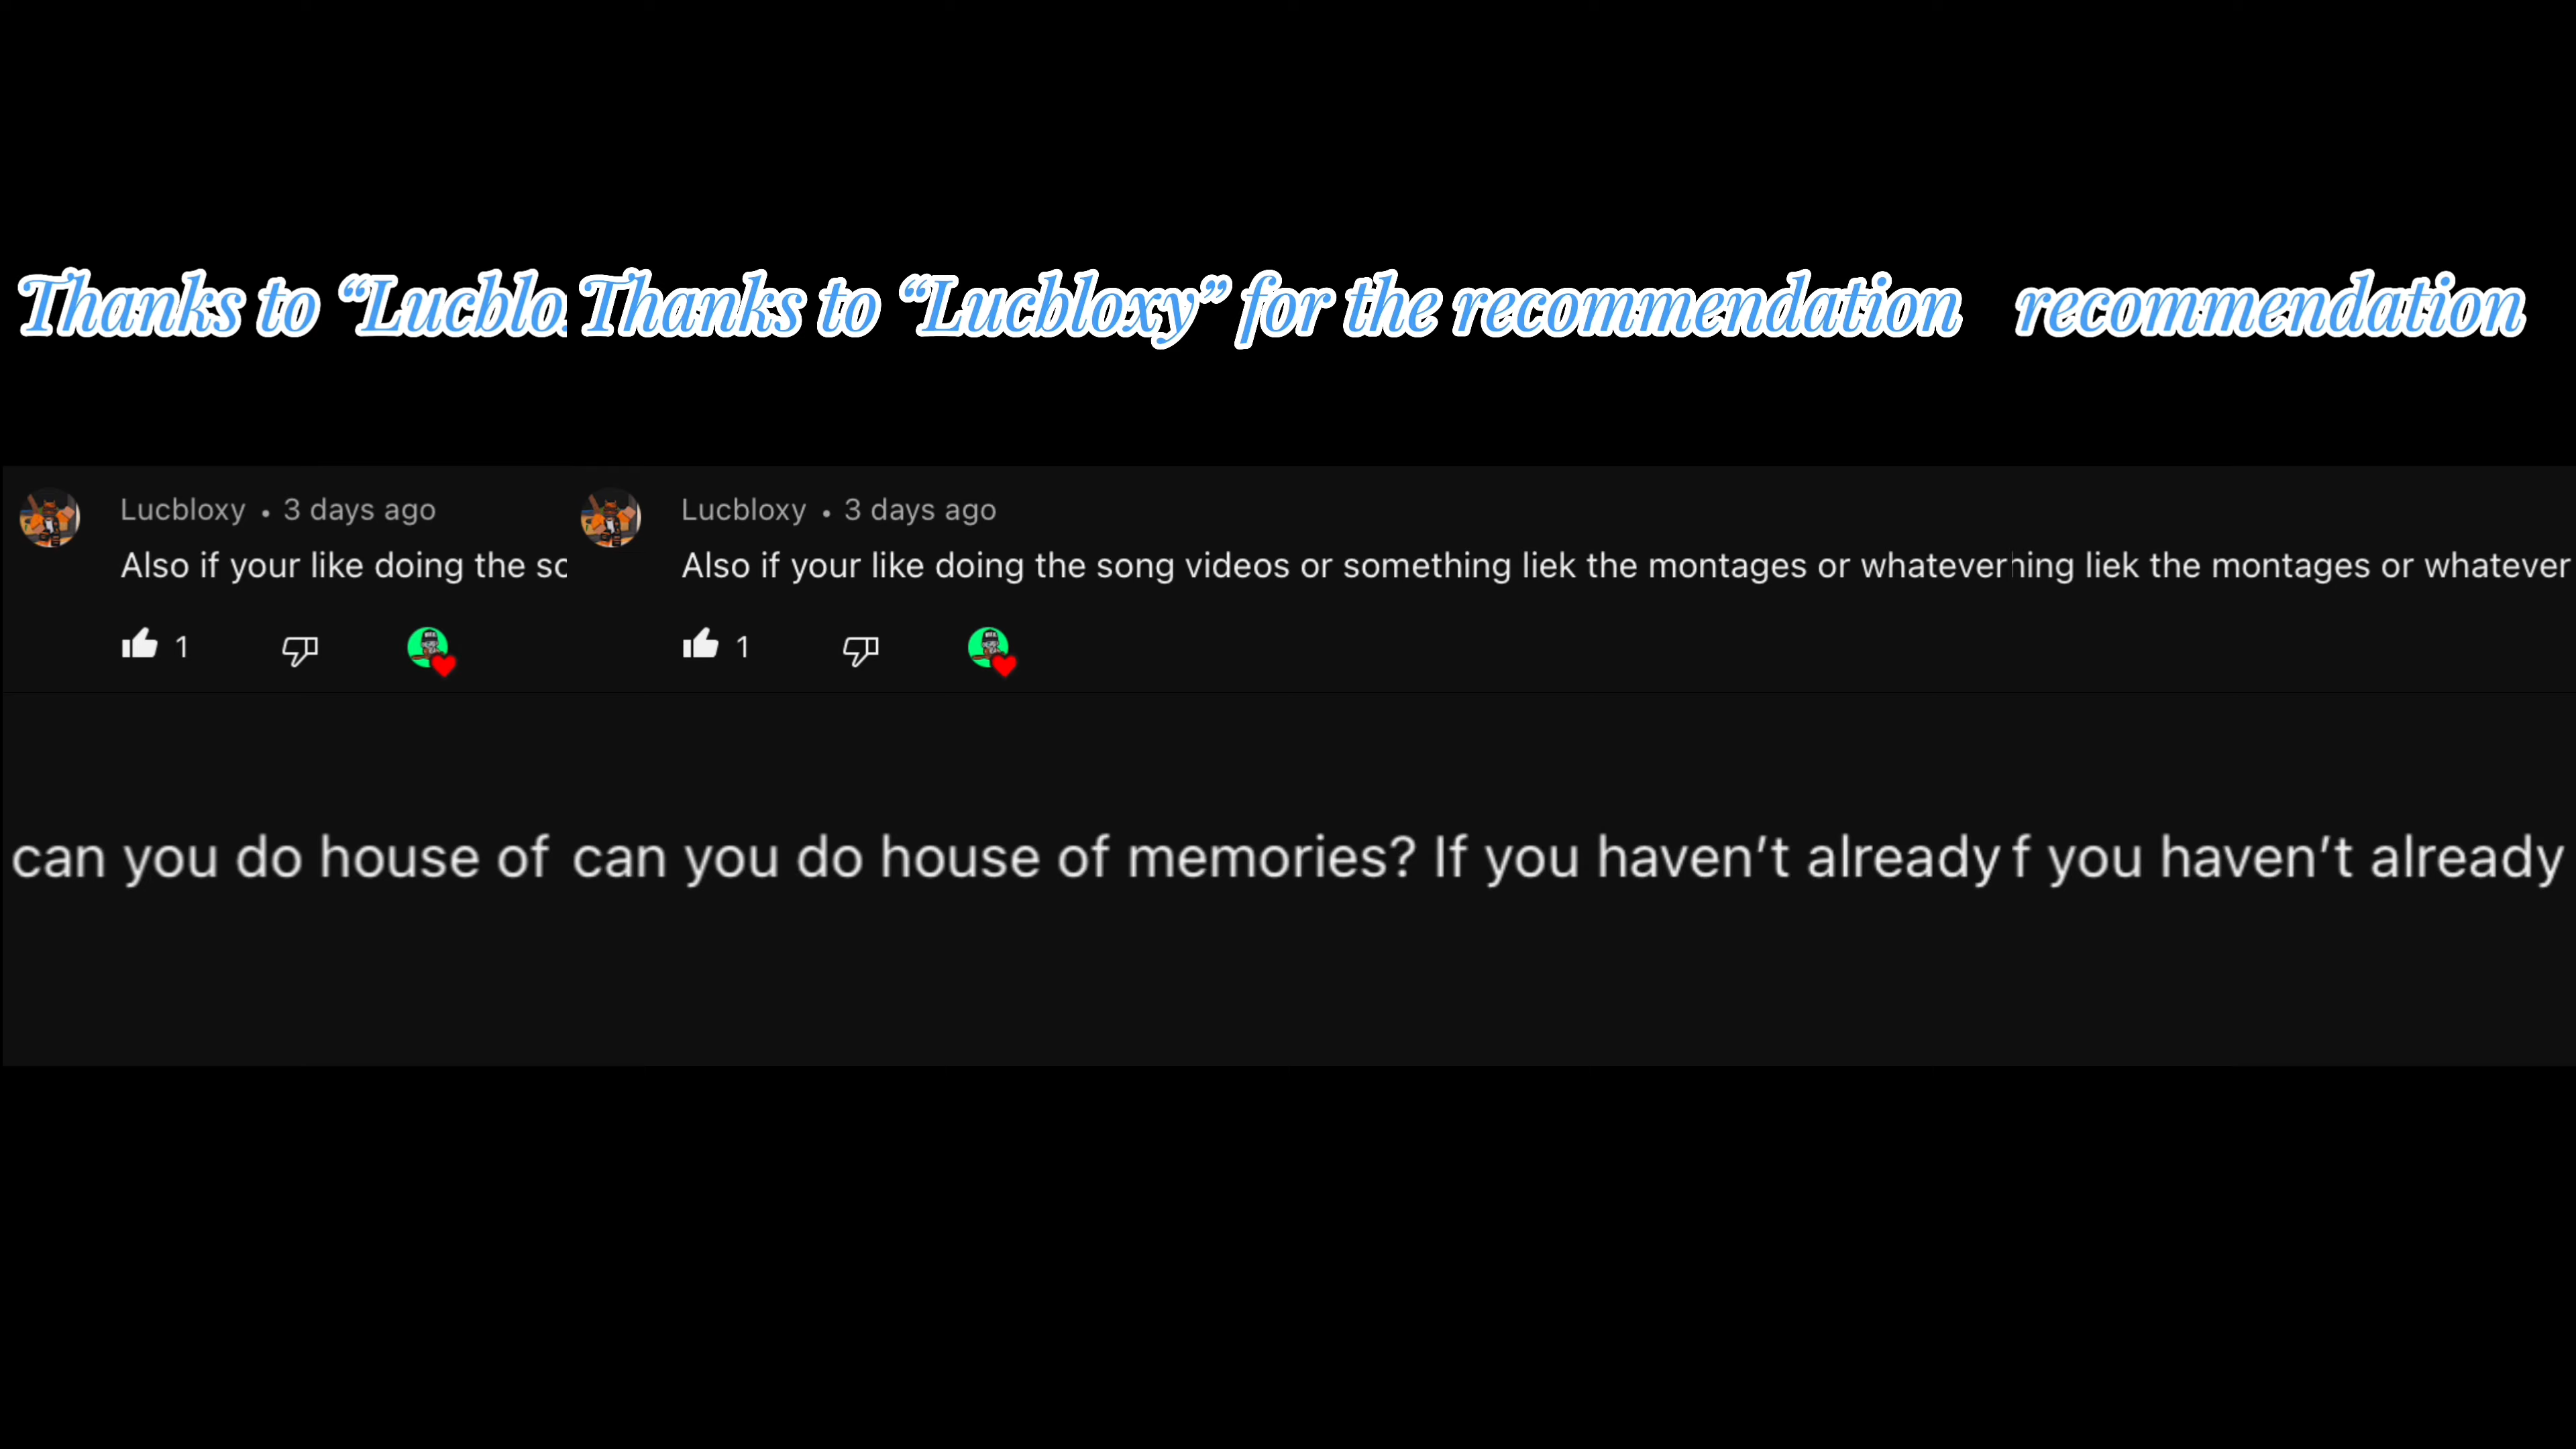 Thanks to “Lucblo Thanks to “Lucbloxy” for the recommendation recommendation
Lucbloxy • 3 days ago Lucbloxy • 3 days ago
Also if your like doing the so Also if your like doing the song videos or something liek the montages or whatever hing liek the montages or whatever
1 1
can you do house of can you do house of memories? If you haven’t already f you haven’t already